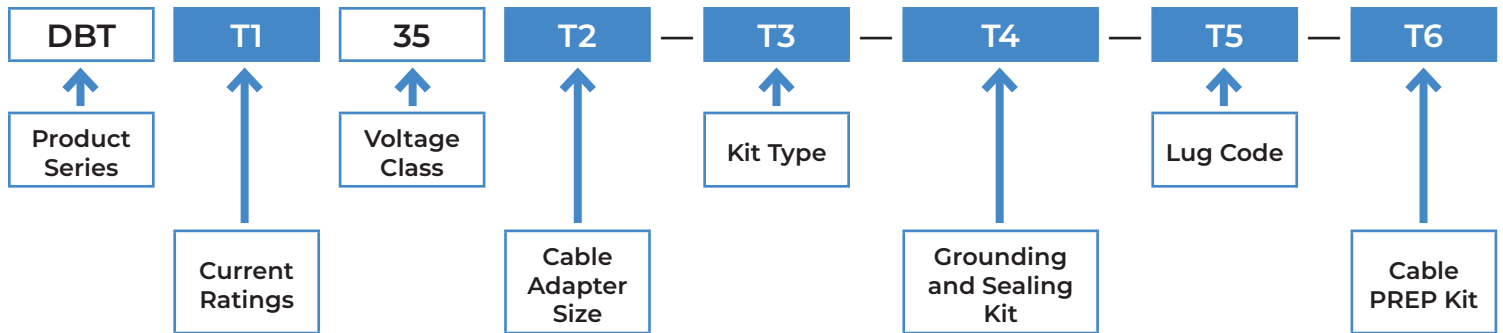 DBT T1 35 T2 — T3 — T4 — T5 — T6
Product
Series
Voltage
Class
Kit Type
Lug Code
Current
Ratings
Cable
Adapter
Size
Grounding
and Sealing
Kit
Cable
PREP Kit